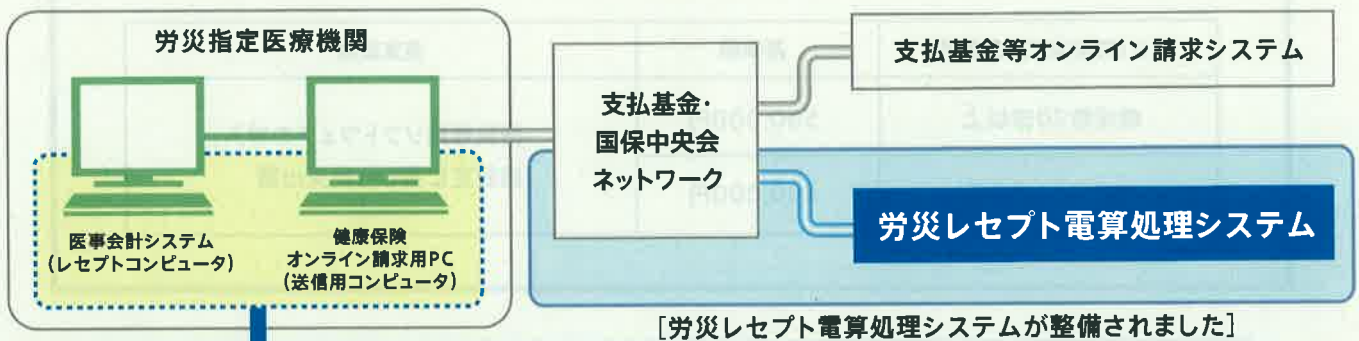 労災指定医療機関
医事会計システム
(レセプトコンピュータ)
健康保険
オンライン請求用PC
(送信用コンピュータ)
支払基金・
国保中央会
ネットワーク
支払基金等オンライン請求システム
労災レセプト電算処理システム
[労災レセプト電算処理システムが整備されました]